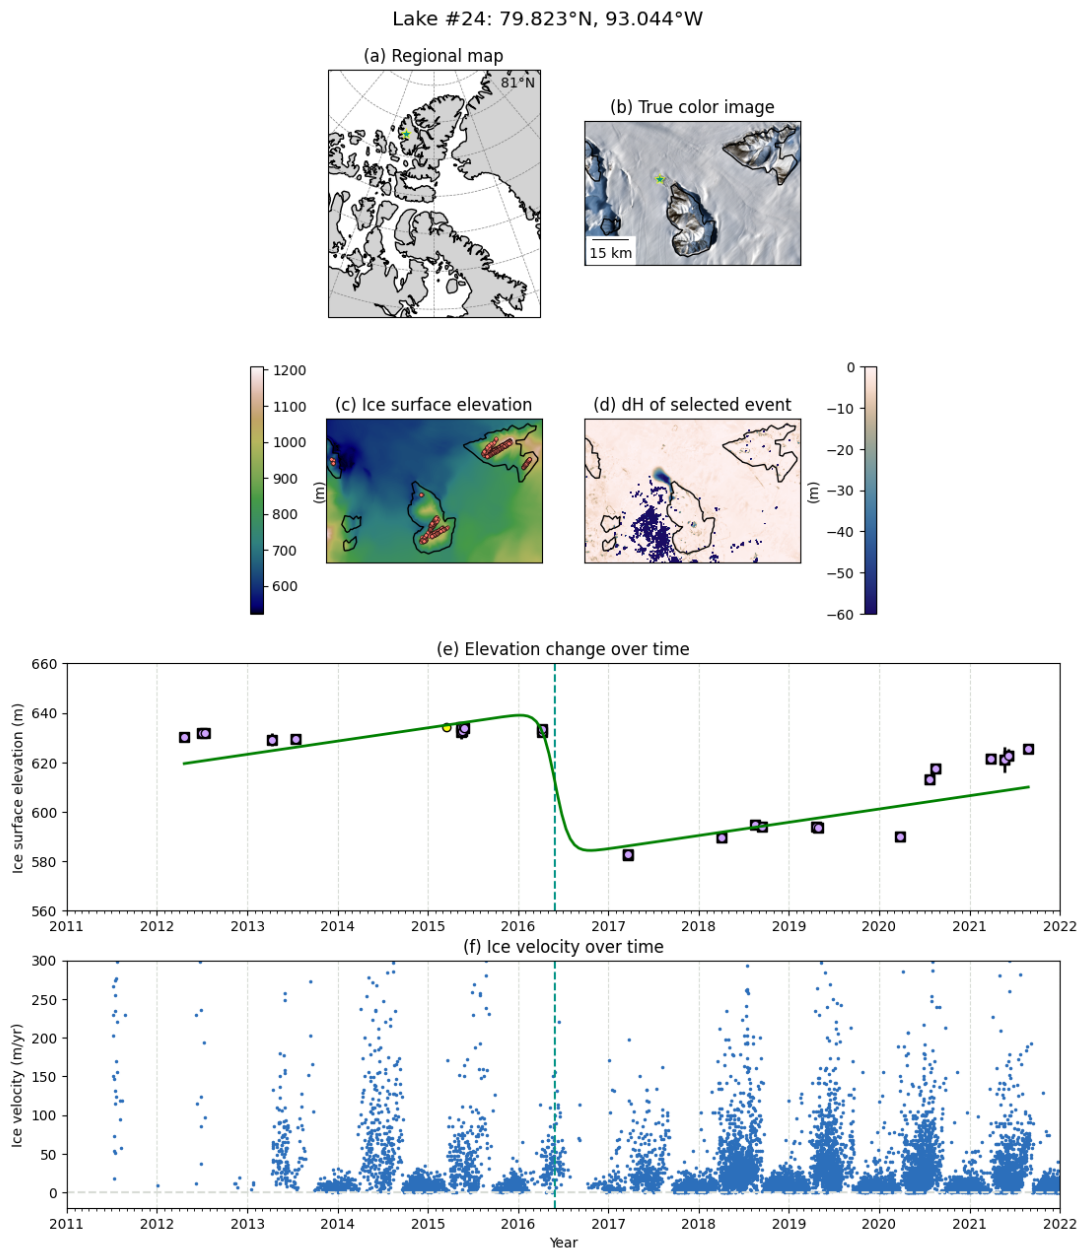 Lake #24: 79.823°N, 93.044°W
(a) Regional map
81°N
(b) True color image
15 km
(c) Ice surface elevation
1200
1100
1000
900
800
700
600
(m)
(d) dH of selected event
0
−10
−20
−30
−40
−50
−60
(m)
(e) Elevation change over time
Ice surface elevation (m)
660
640
620
600
580
560
2011 2012 2013 2014 2015 2016 2017 2018 2019 2020 2021 2022
(f) Ice velocity over time
Ice velocity (m/yr)
300
250
200
150
100
50
0
2011 2012 2013 2014 2015 2016 2017 2018 2019 2020 2021 2022
Year